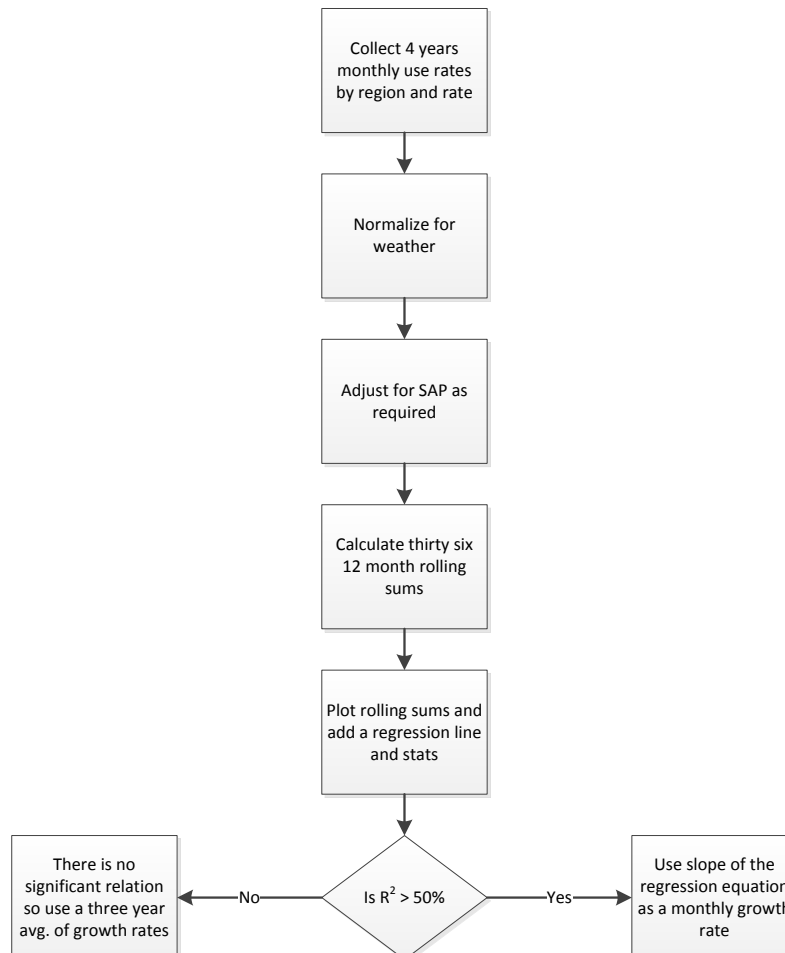 Collect 4 years
monthly use rates
by region and rate
Normalize for
weather
Adjust for SAP as
required
Calculate thirty six
12 month rolling
sums
Plot rolling sums and
add a regression line
and stats
Is R² > 50%
No
Yes
There is no
significant relation
so use a three year
avg. of growth rates
Use slope of the
regression equation
as a monthly growth
rate